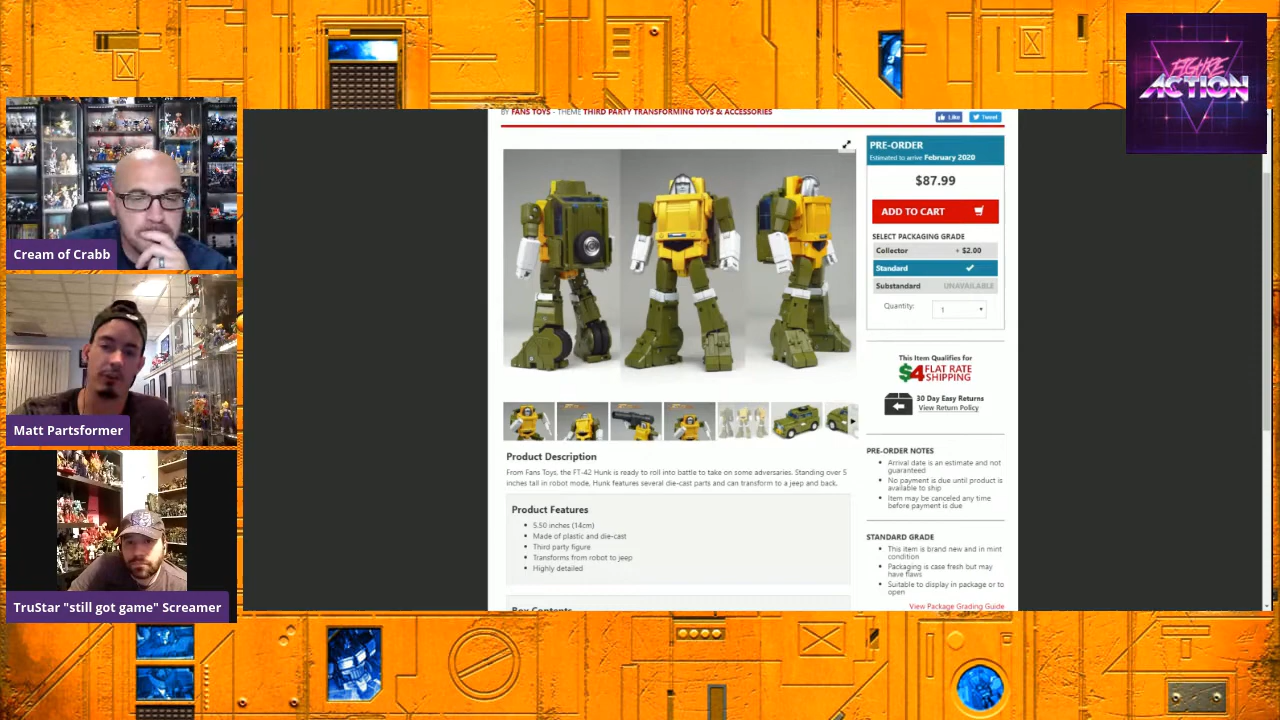 FIGURE
ACTION
Cream of Crabb
Matt Partsformer
TruStar "still got game" Screamer
BY FANS TOYS - THEME THIRD PARTY TRANSFORMING TOYS & ACCESSORIES
Like
Tweet
PRE-ORDER
Estimated to arrive February 2020
$87.99
ADD TO CART
SELECT PACKAGING GRADE
Collector + $2.00
Standard
Substandard UNAVAILABLE
Quantity: 1
This Item Qualifies for
$4 FLAT RATE
SHIPPING
30 Day Easy Returns
View Return Policy
Product Description
From Fans Toys, the FT-42 Hunk is ready to roll into battle to take on some adversaries. Standing over 5
inches tall in robot mode, Hunk features several die-cast parts and can transform to a jeep and back.
Product Features
5.50 inches (14cm)
Made of plastic and die-cast
Third party figure
Transforms from robot to jeep
Highly detailed
Box Contents
PRE-ORDER NOTES
Arrival date is an estimate and not
guaranteed
No payment is due until product is
available to ship
Item may be canceled any time
before payment is due
STANDARD GRADE
This item is brand new and in mint
condition
Packaging is case fresh but may
have flaws
Suitable to display in package or to
open
View Package Grading Guide